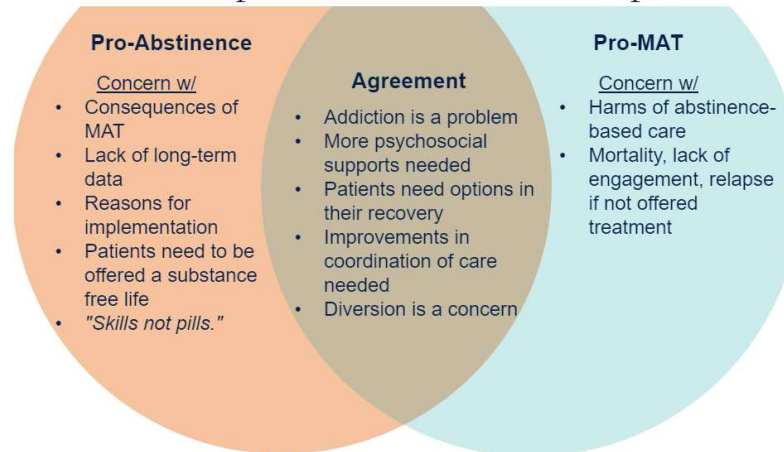 Pro-Abstinence
Concern w/
• Consequences of
MAT
• Lack of long-term
data
• Reasons for
implementation
• Patients need to be
offered a substance
free life
• "Skills not pills."
Agreement
• Addiction is a problem
• More psychosocial
supports needed
• Patients need options in
their recovery
• Improvements in
coordination of care
needed
• Diversion is a concern
Pro-MAT
Concern w/
• Harms of abstinence-
based care
• Mortality, lack of
engagement, relapse
if not offered
treatment